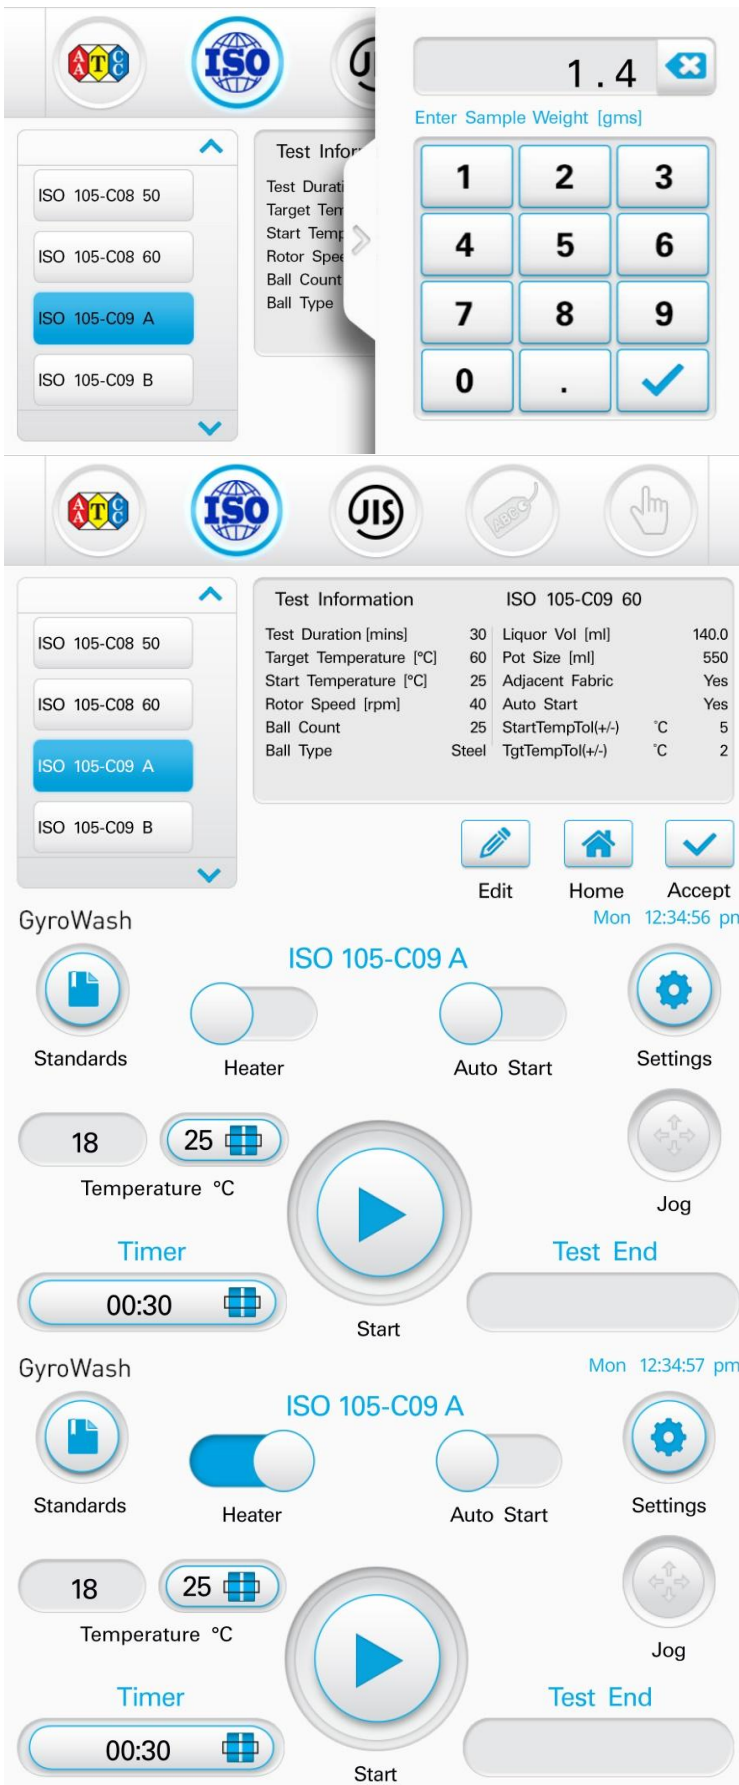 AATCC
ISO
1.4
Enter Sample Weight [gms]
ISO 105-C08 50
ISO 105-C08 60
ISO 105-C09 A
ISO 105-C09 B
Test Infor
Test Durati
Target Tem
Start Temp
Rotor Spee
Ball Count
Ball Type
1 2 3
4 5 6
7 8 9
0 .
AATCC
ISO
JIS
ABC
ISO 105-C08 50
ISO 105-C08 60
ISO 105-C09 A
ISO 105-C09 B
Test Information ISO 105-C09 60
Test Duration [mins] 30 Liquor Vol [ml] 140.0
Target Temperature [°C] 60 Pot Size [ml] 550
Start Temperature [°C] 25 Adjacent Fabric Yes
Rotor Speed [rpm] 40 Auto Start Yes
Ball Count 25 StartTempTol(+/-) °C 5
Ball Type Steel TgtTempTol(+/-) °C 2
Edit Home Accept
GyroWash Mon 12:34:56 pm
ISO 105-C09 A
Standards Heater Auto Start Settings
18 25
Temperature °C
Jog
Timer Test End
00:30
Start
GyroWash Mon 12:34:57 pm
ISO 105-C09 A
Standards Heater Auto Start Settings
18 25
Temperature °C
Jog
Timer Test End
00:30
Start